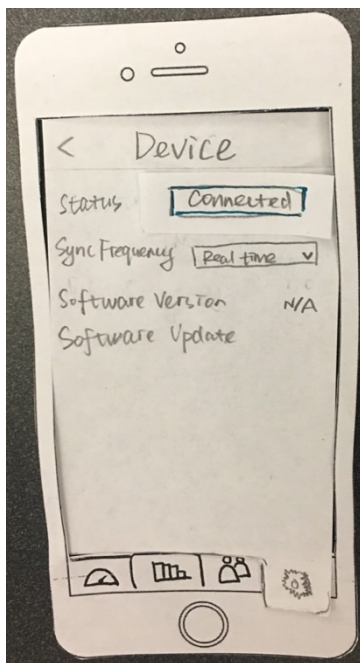 < Device
Status Connected
Sync Frequency Real time v
Software Version N/A
Software Update